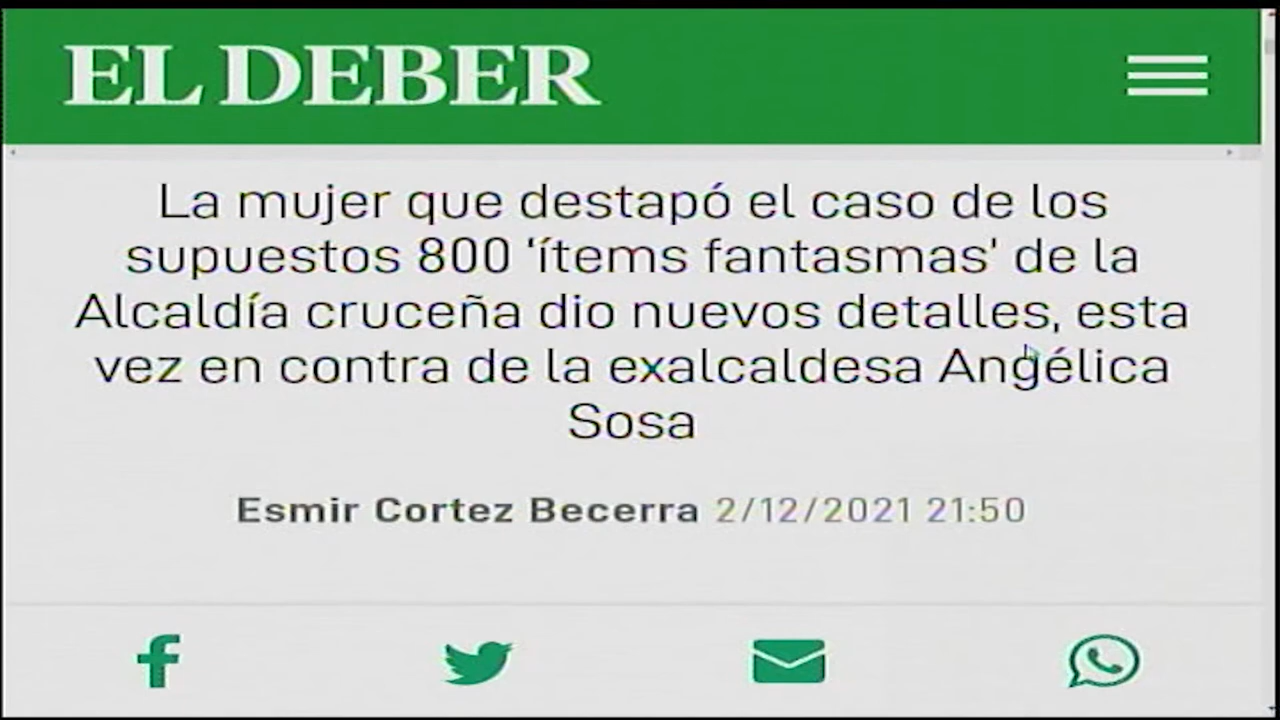 EL DEBER
La mujer que destapó el caso de los
supuestos 800 ‘ítems fantasmas’ de la
Alcaldía cruceña dio nuevos detalles, esta
vez en contra de la exalcaldesa Angélica
Sosa
Esmir Cortez Becerra 2/12/2021 21:50